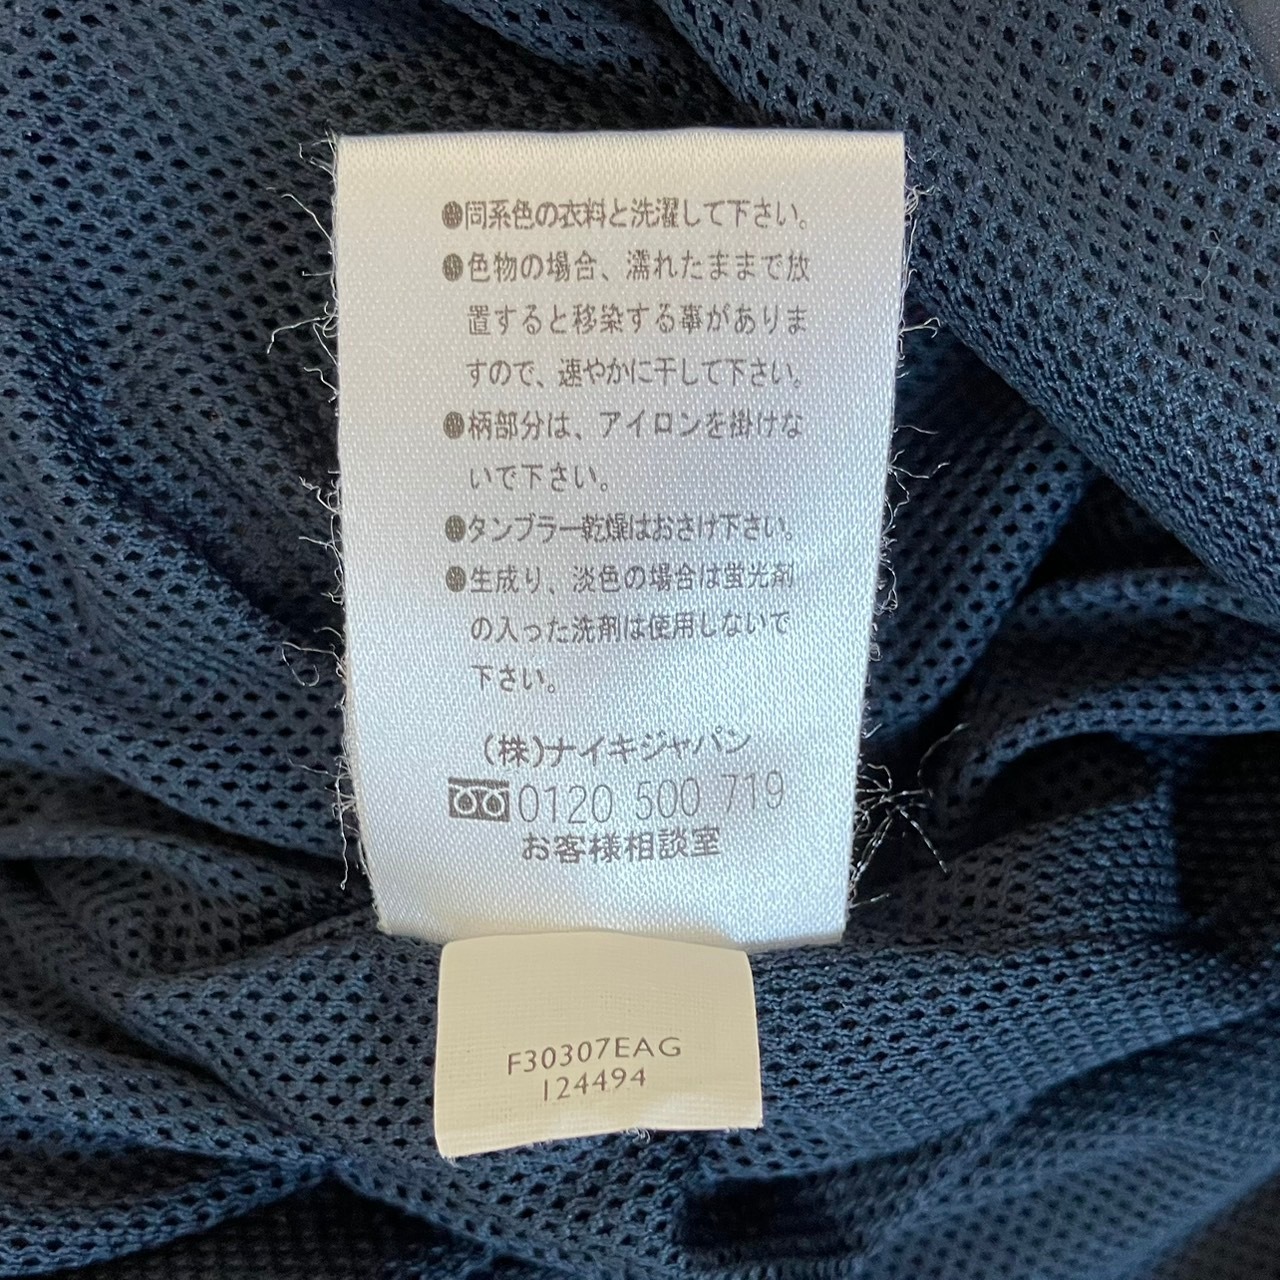 ●同系色の衣料と洗濯して下さい。
●色物の場合、濡れたままで放
置すると移染する事がありま
すので、速やかに干して下さい。
●柄部分は、アイロンを掛けな
いで下さい。
●タンブラー乾燥はおさけ下さい。
●生成り、淡色の場合は蛍光剤
の入った洗剤は使用しないで
下さい。
(株)ナイキジャパン
0120 500 719
お客様相談室
F30307EAG
124494